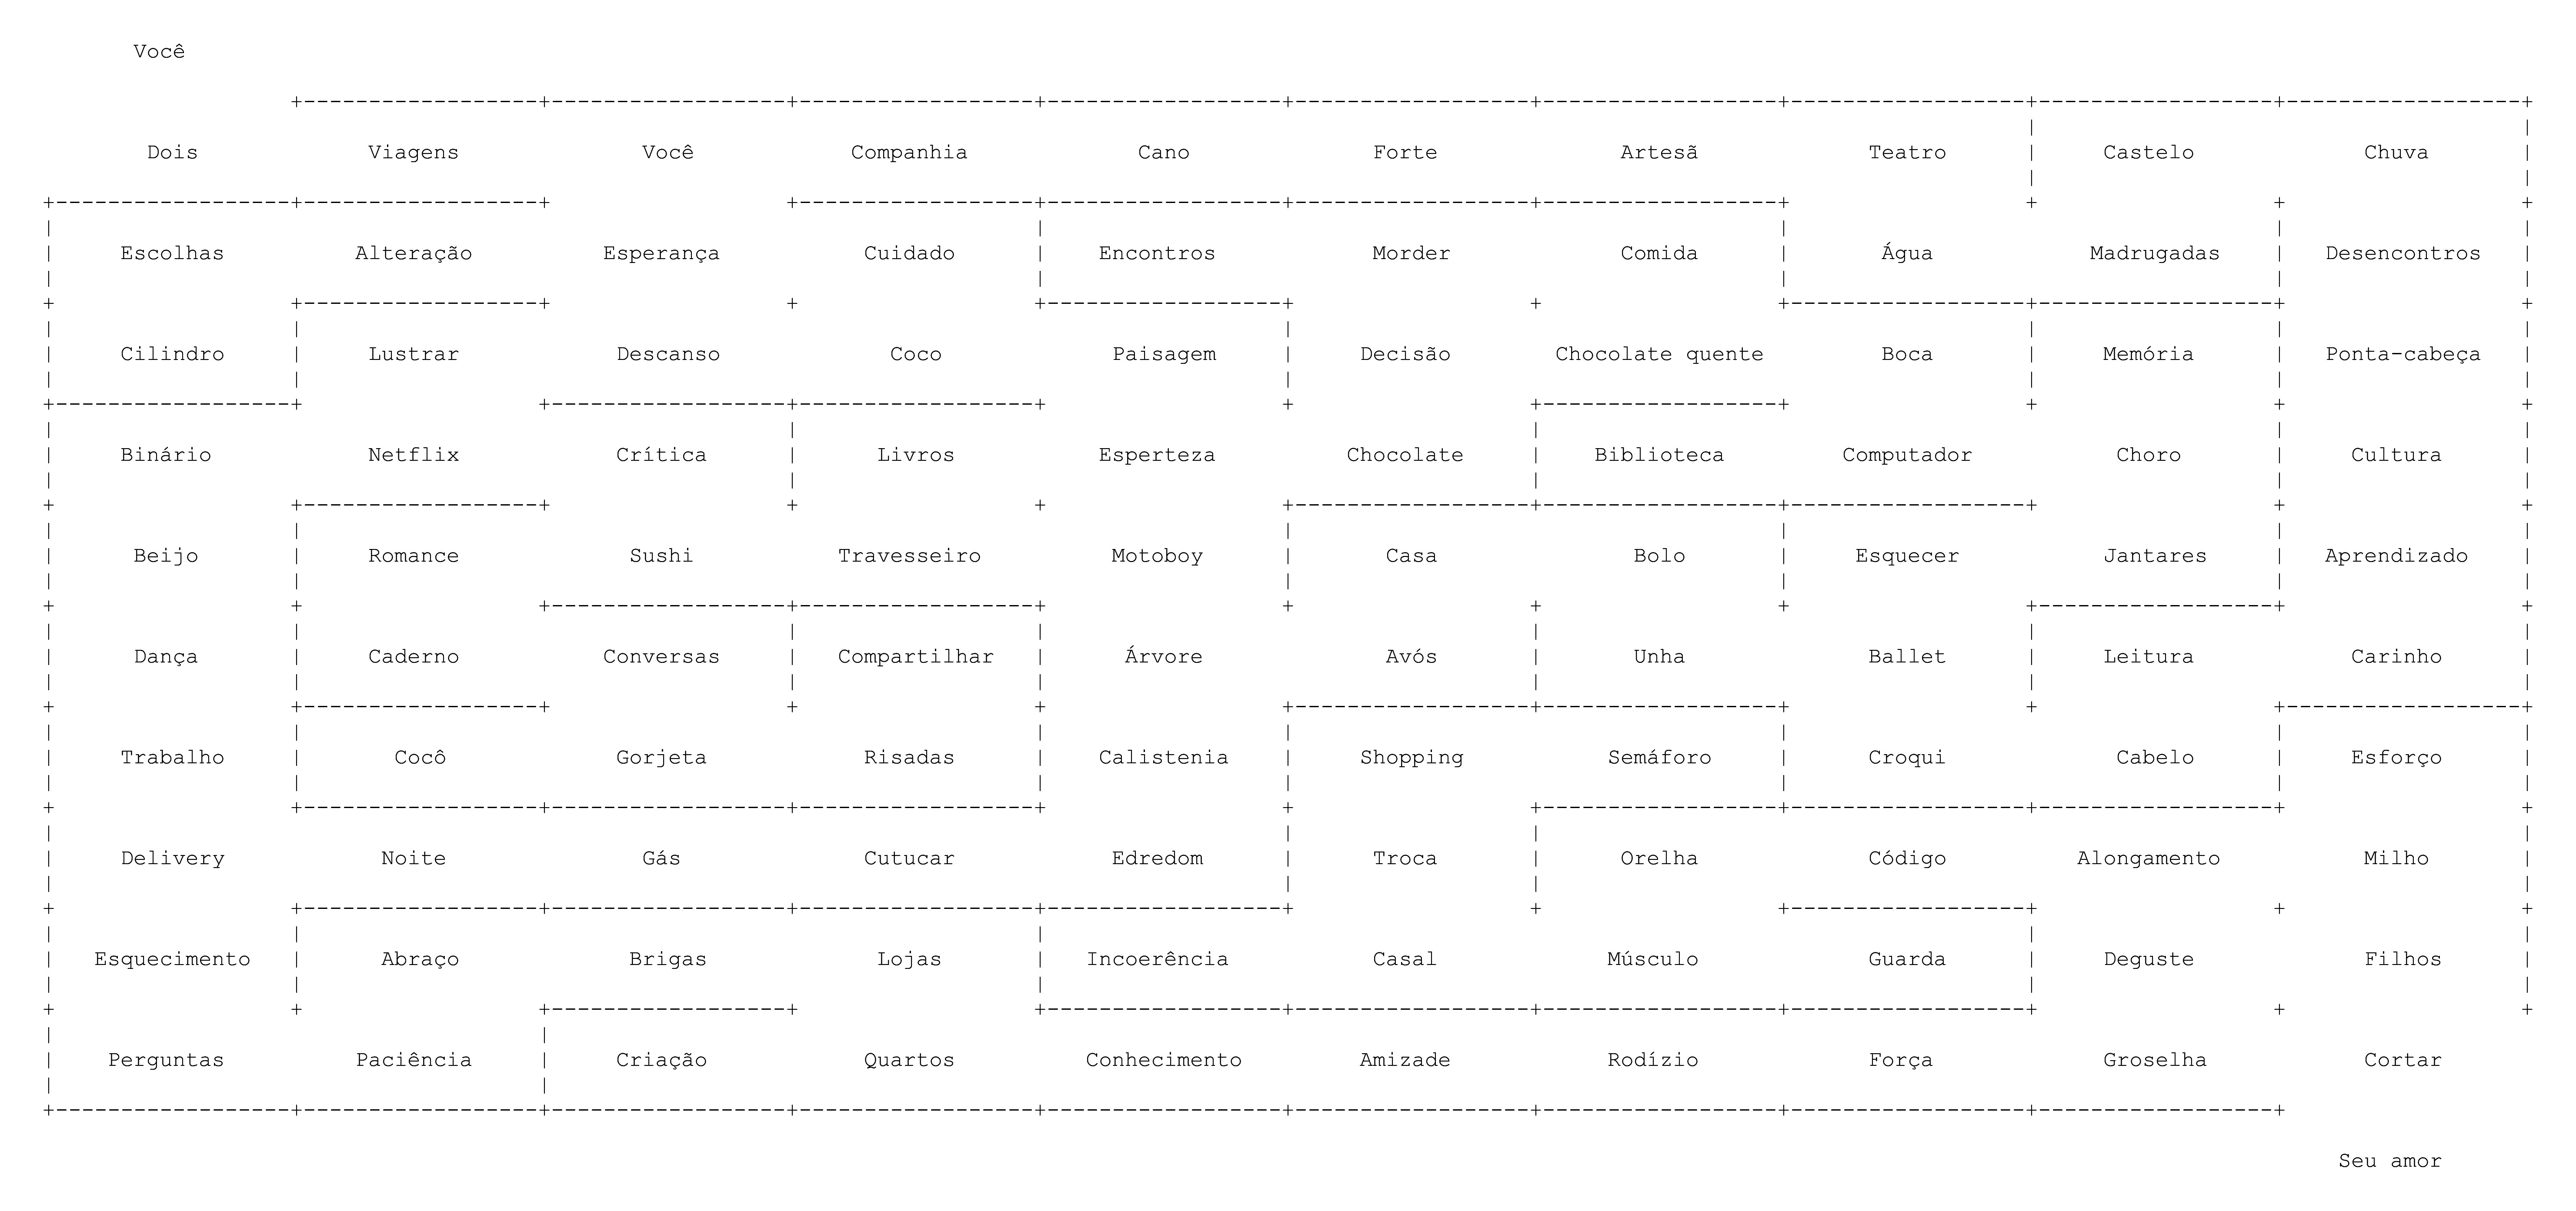 Você
Dois Viagens Você Companhia Cano Forte Artesã Teatro Castelo Chuva
Escolhas Alteração Esperança Cuidado Encontros Morder Comida Água Madrugadas Desencontros
Cilindro Lustrar Descanso Coco Paisagem Decisão Chocolate quente Boca Memória Ponta-cabeça
Binário Netflix Crítica Livros Esperteza Chocolate Biblioteca Computador Choro Cultura
Beijo Romance Sushi Travesseiro Motoboy Casa Bolo Esquecer Jantares Aprendizado
Dança Caderno Conversas Compartilhar Árvore Avós Unha Ballet Leitura Carinho
Trabalho Cocô Gorjeta Risadas Calistenia Shopping Semáforo Croqui Cabelo Esforço
Delivery Noite Gás Cutucar Edredom Troca Orelha Código Alongamento Milho
Esquecimento Abraço Brigas Lojas Incoerência Casal Músculo Guarda Deguste Filhos
Perguntas Paciência Criação Quartos Conhecimento Amizade Rodízio Força Groselha Cortar
Seu amor